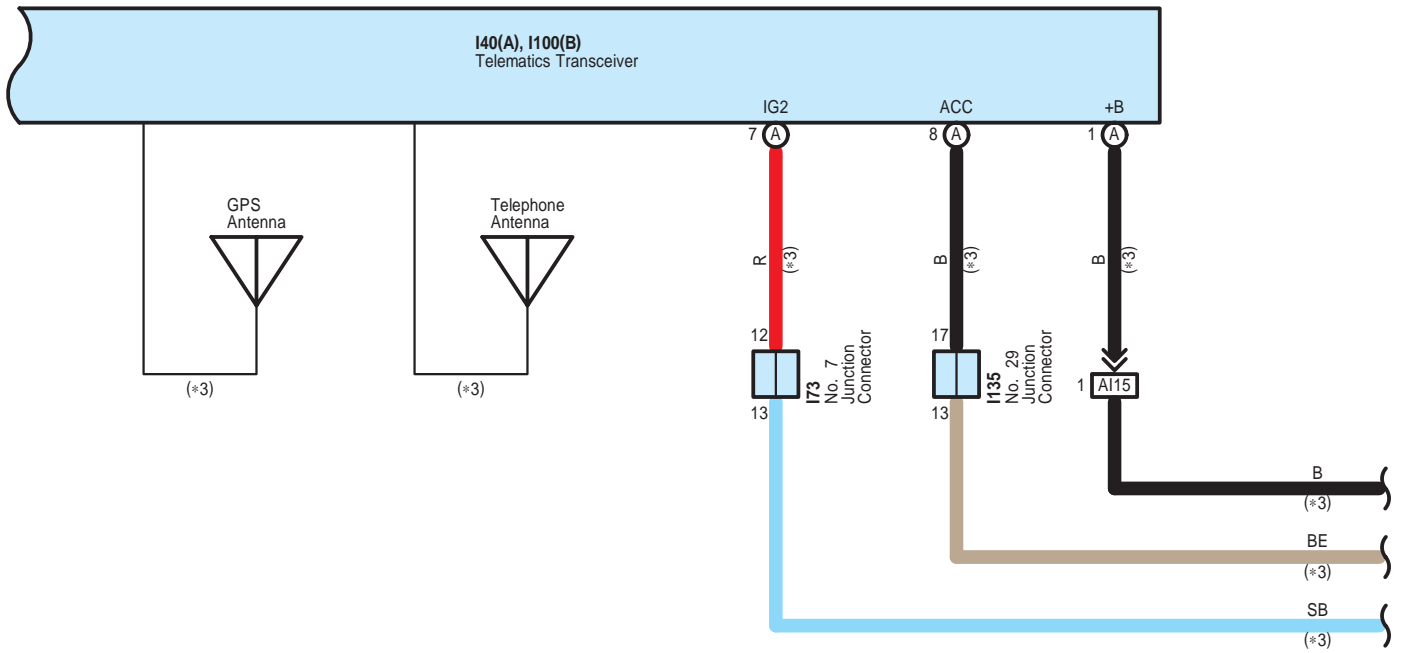 I40(A), I100(B)
Telematics Transceiver
IG2
ACC
+B
7
A
8
A
1
A
GPS
Antenna
Telephone
Antenna
R
(∗3)
B
(∗3)
B
(∗3)
12
17
I73
No. 7
Junction
Connector
I135
No. 29
Junction
Connector
1
AI15
(∗3)
(∗3)
13
13
B
(∗3)
BE
(∗3)
SB
(∗3)